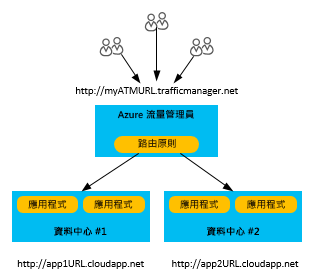 http://myATMURL.trafficmanager.net
Azure 流量管理員
路由原則
應用程式 應用程式 應用程式 應用程式
資料中心 #1 資料中心 #2
http://app1URL.cloudapp.net http://app2URL.cloudapp.net